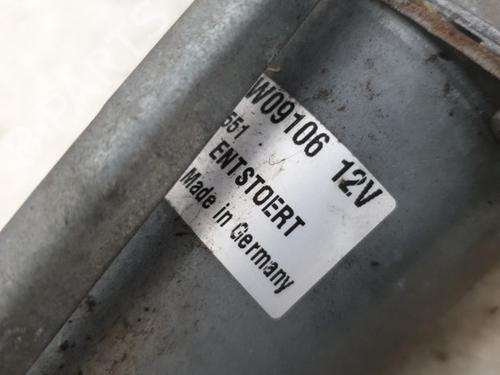 W09106 12V
551
ENTSTOERT
Made in Germany